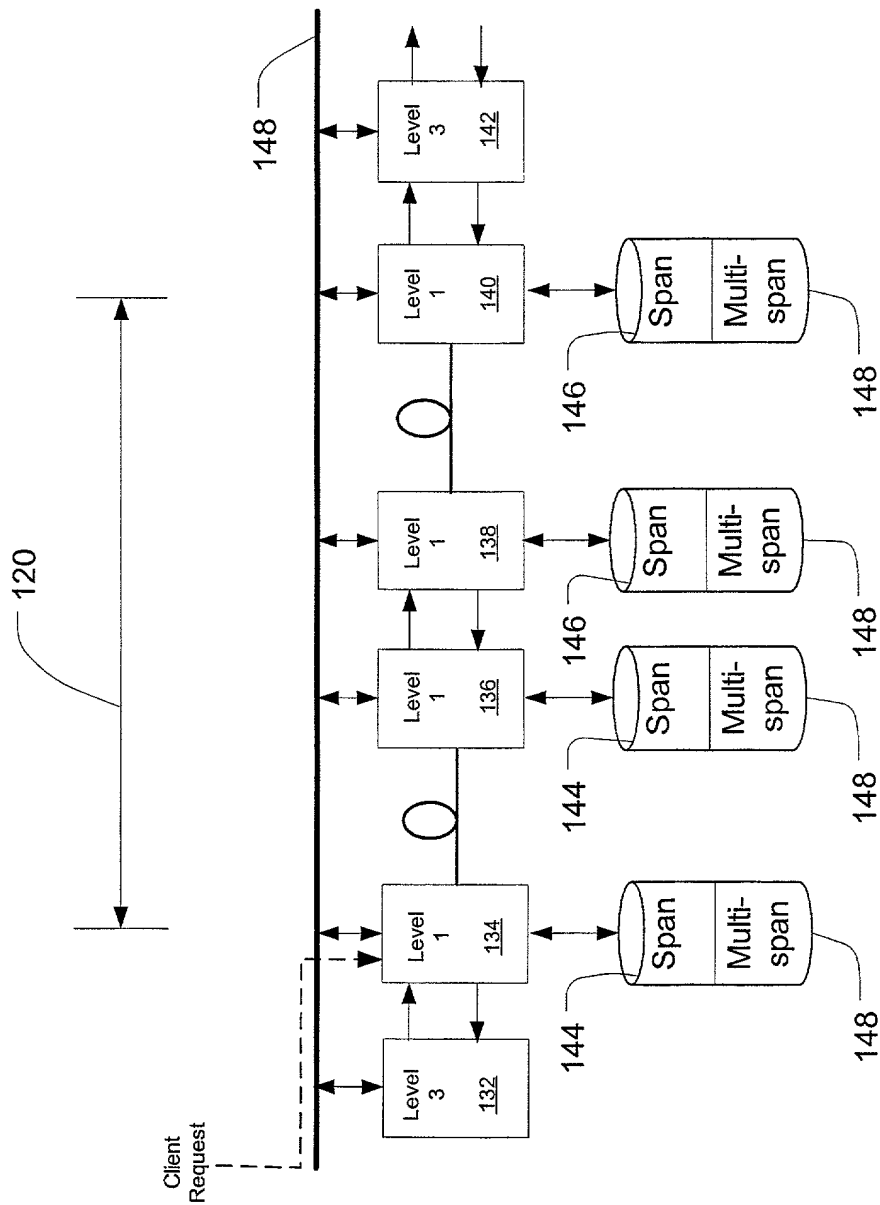 120
148
Client
Request
Level
3
132
Level
1
134
Level
1
136
Level
1
138
Level
1
140
Level
3
142
144
Span
Multi-
span
148
144
Span
Multi-
span
148
146
Span
Multi-
span
148
146
Span
Multi-
span
148